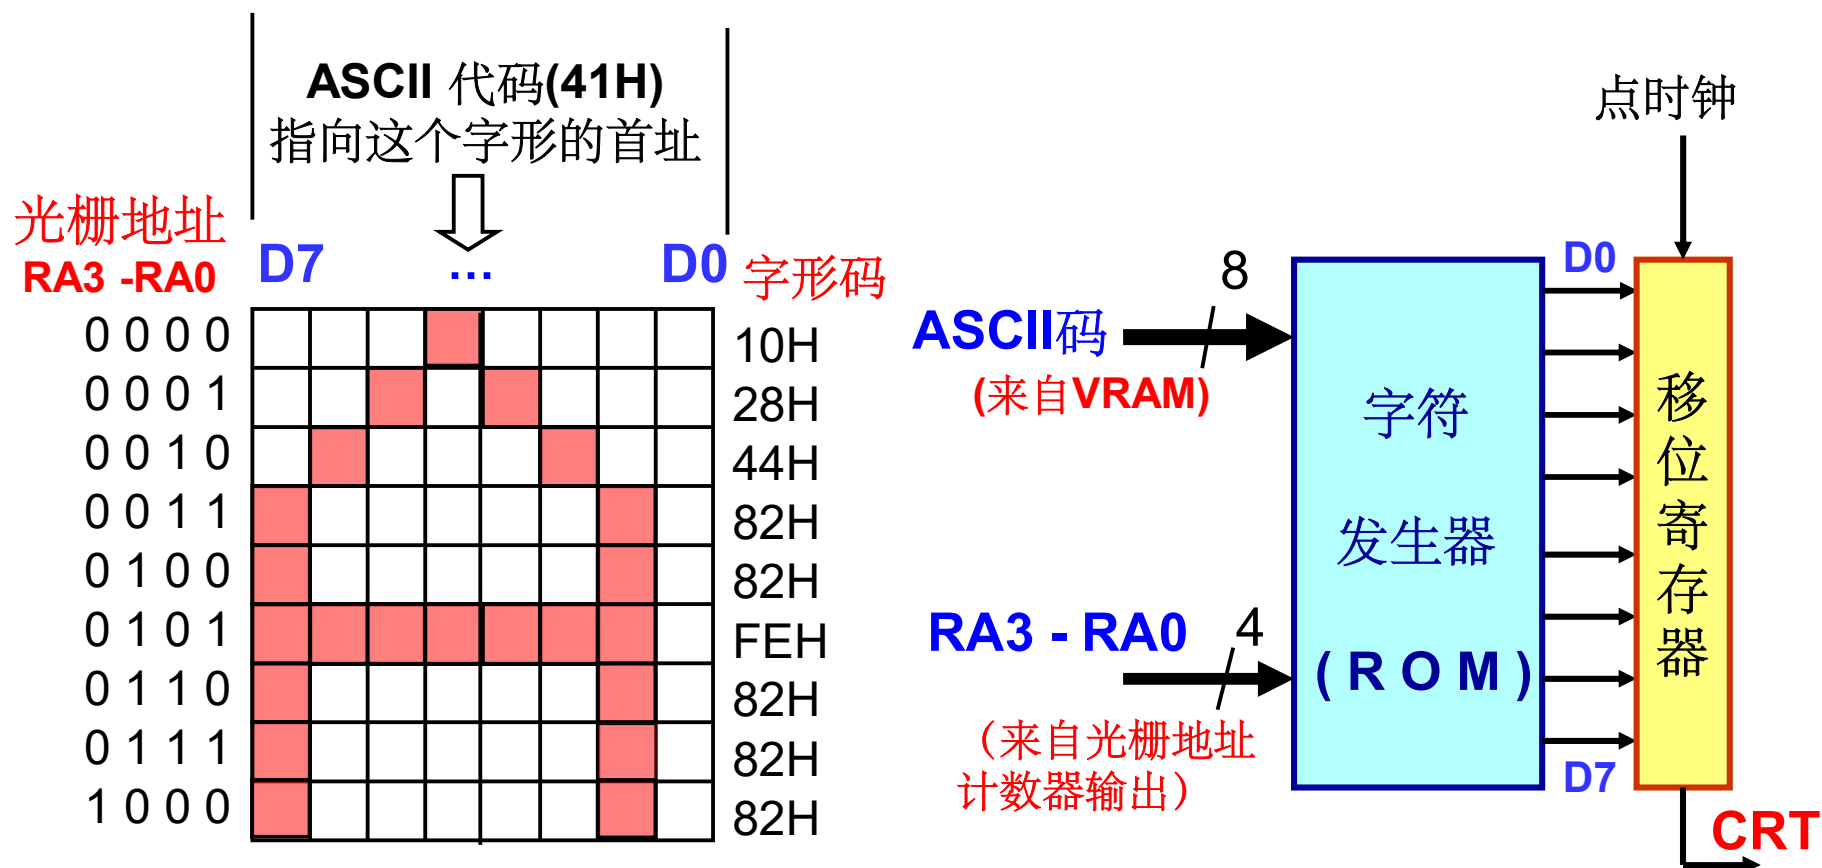 ASCII 代码(41H)
指向这个字形的首址
光栅地址
RA3 -RA0
D7 … D0
字形码
0 0 0 0 10H
0 0 0 1 28H
0 0 1 0 44H
0 0 1 1 82H
0 1 0 0 82H
0 1 0 1 FEH
0 1 1 0 82H
0 1 1 1 82H
1 0 0 0 82H
点时钟
8
ASCII码
(来自VRAM)
RA3 - RA0
4
（来自光栅地址
计数器输出）
字符
发生器
( R O M )
D0
D7
移位寄存器
CRT